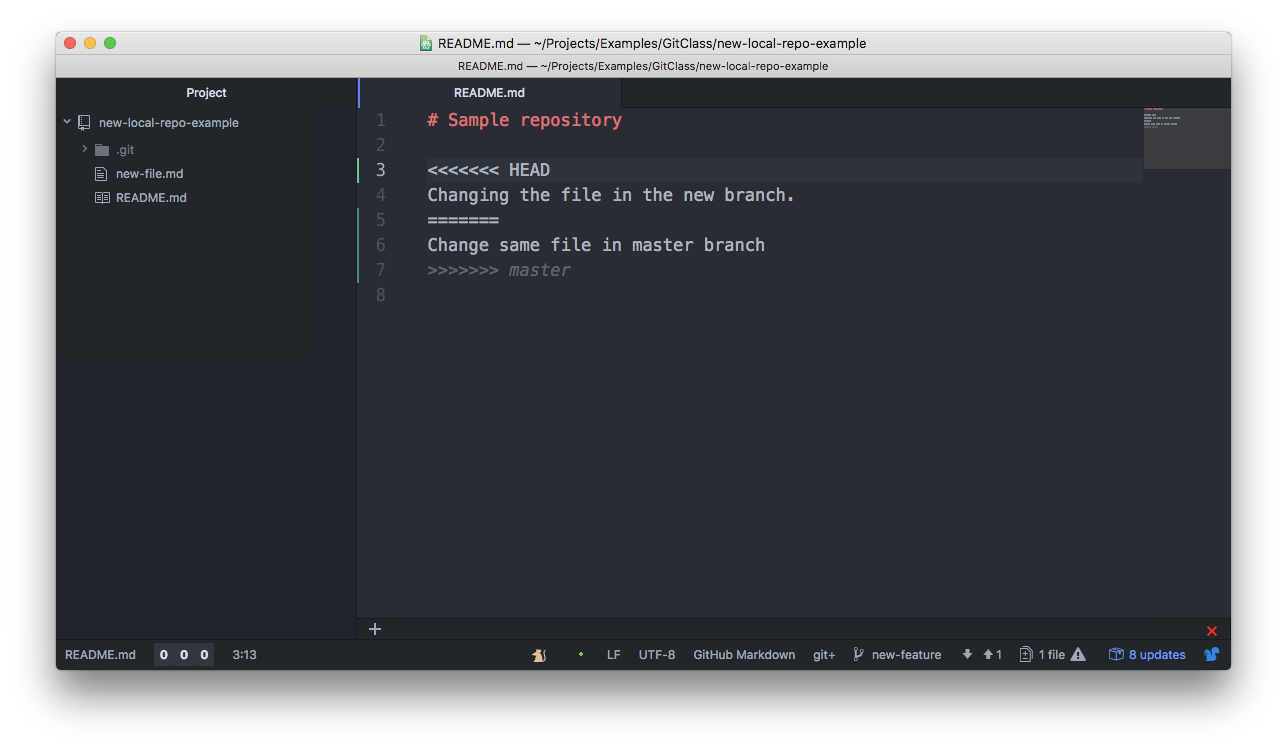 README.md — ~/Projects/Examples/GitClass/new-local-repo-example
README.md — ~/Projects/Examples/GitClass/new-local-repo-example
Project
README.md
new-local-repo-example
.git
new-file.md
README.md
1 # Sample repository
2
3 <<<<<<< HEAD
4 Changing the file in the new branch.
5 =======
6 Change same file in master branch
7 >>>>>>> master
8
+
README.md 0 0 0 3:13 LF UTF-8 GitHub Markdown git+ new-feature 1 1 file 8 updates